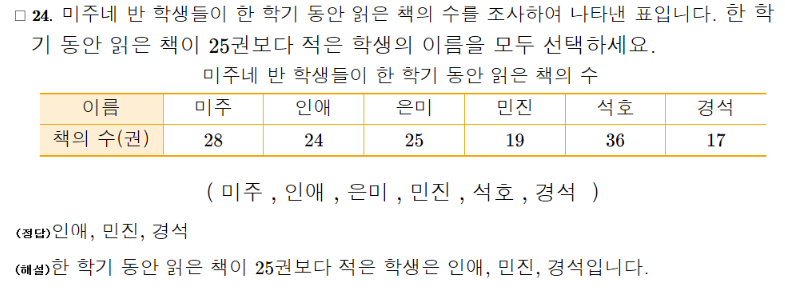 □ 24. 미주네 반 학생들이 한 학기 동안 읽은 책의 수를 조사하여 나타낸 표입니다. 한 학
기 동안 읽은 책이 25권보다 적은 학생의 이름을 모두 선택하세요.
미주네 반 학생들이 한 학기 동안 읽은 책의 수
이름 미주 인애 은미 민진 석호 경석
책의 수(권) 28 24 25 19 36 17
( 미주 , 인애 , 은미 , 민진 , 석호 , 경석 )
(정답)인애, 민진, 경석
(해설)한 학기 동안 읽은 책이 25권보다 적은 학생은 인애, 민진, 경석입니다.